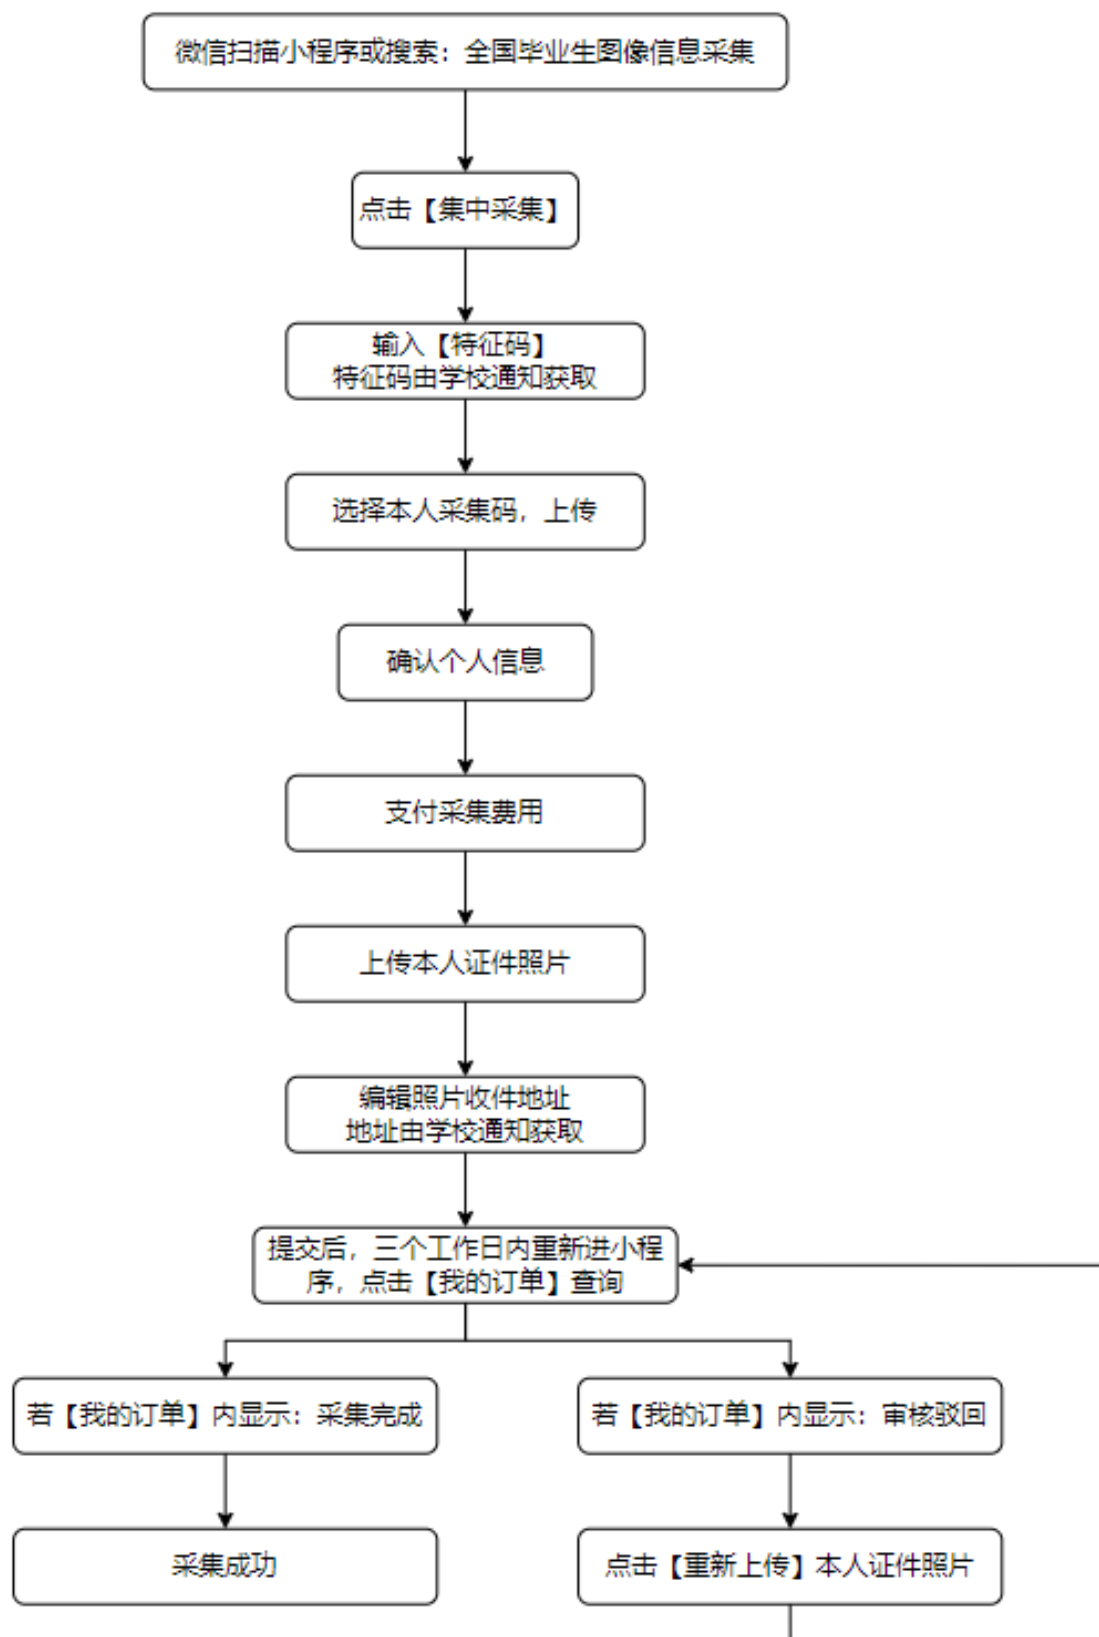 微信扫描小程序或搜索：全国毕业生图像信息采集
点击【集中采集】
输入【特征码】
特征码由学校通知获取
选择本人采集码，上传
确认个人信息
支付采集费用
上传本人证件照片
编辑照片收件地址
地址由学校通知获取
提交后，三个工作日内重新进小程
序，点击【我的订单】查询
若【我的订单】内显示：采集完成
若【我的订单】内显示：审核驳回
采集成功
点击【重新上传】本人证件照片